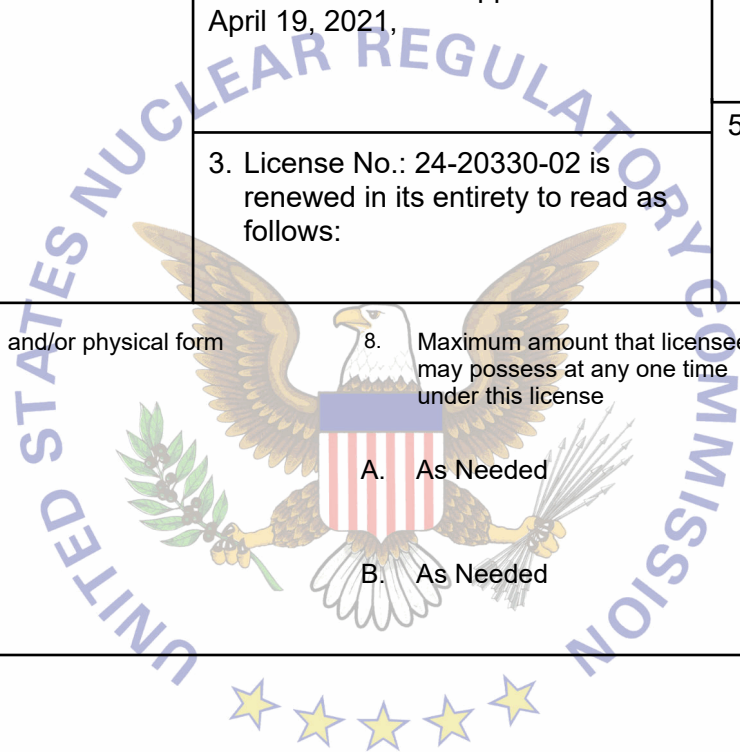 April 19, 2021,
5
3. License No.: 24-20330-02 is
renewed in its entirety to read as
follows:
and/or physical form
8. Maximum amount that licensee
may possess at any one time
under this license
A. As Needed
B. As Needed
UNITED STATES NUCLEAR REGULATORY COMMISSION